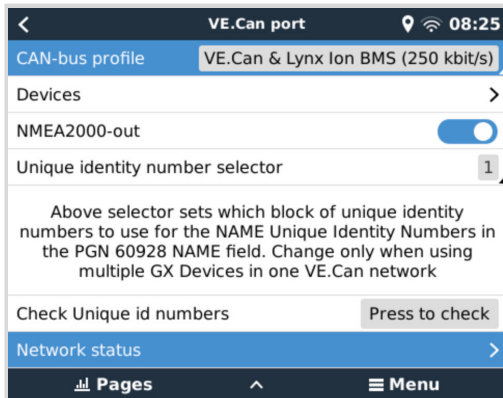 VE.Can port 08:25
CAN-bus profile VE.Can & Lynx Ion BMS (250 kbit/s)
Devices
NMEA2000-out
Unique identity number selector 1
Above selector sets which block of unique identity
numbers to use for the NAME Unique Identity Numbers in
the PGN 60928 NAME field. Change only when using
multiple GX Devices in one VE.Can network
Check Unique id numbers Press to check
Network status
Pages Menu